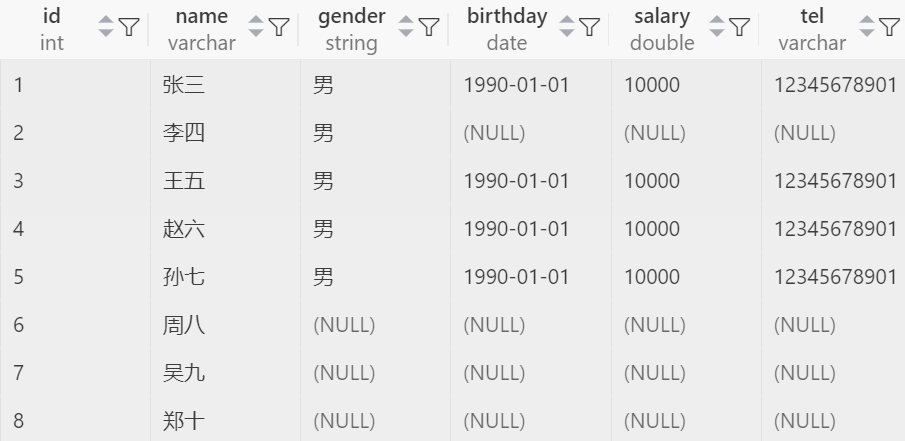 id name gender birthday salary tel
int varchar string date double varchar
1 张三 男 1990-01-01 10000 12345678901
2 李四 男 (NULL) (NULL) (NULL)
3 王五 男 1990-01-01 10000 12345678901
4 赵六 男 1990-01-01 10000 12345678901
5 孙七 男 1990-01-01 10000 12345678901
6 周八 (NULL) (NULL) (NULL) (NULL)
7 吴九 (NULL) (NULL) (NULL) (NULL)
8 郑十 (NULL) (NULL) (NULL) (NULL)